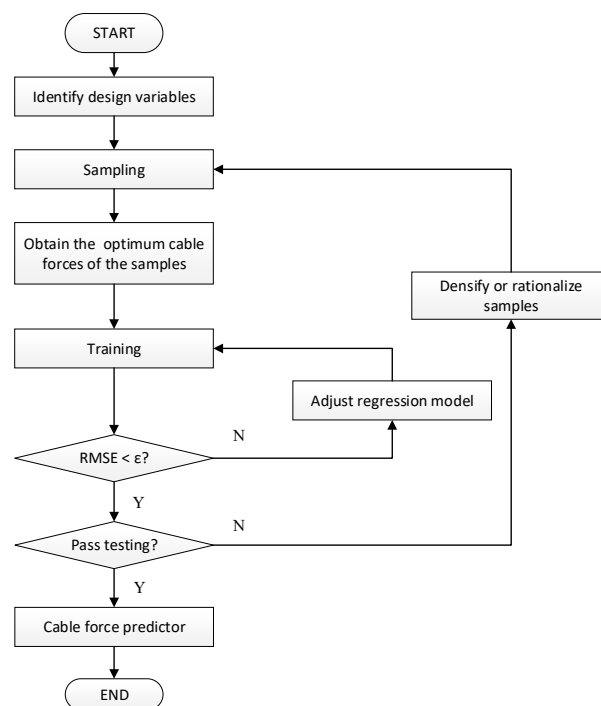 START
Identify design variables
Sampling
Obtain the optimum cable
forces of the samples
Densify or rationalize
samples
Training
Adjust regression model
N
RMSE < ε?
Y
N
Pass testing?
Y
Cable force predictor
END